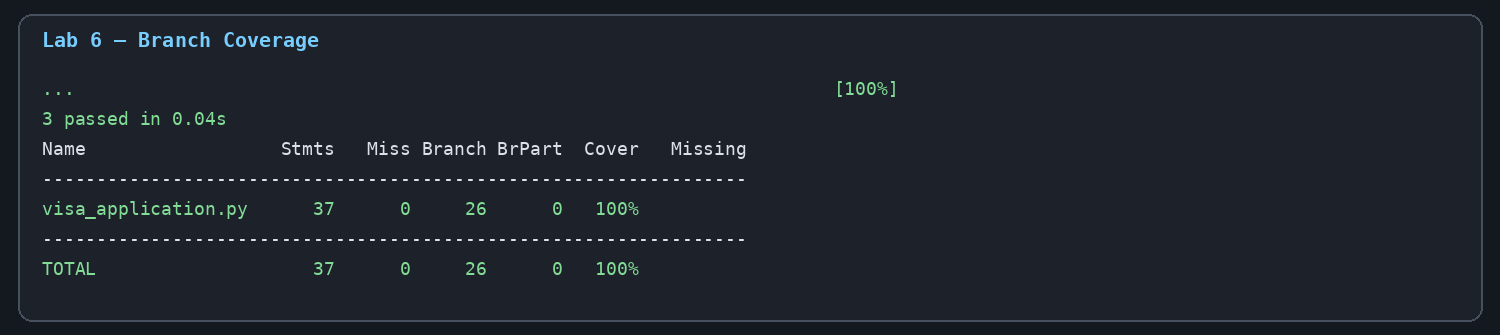 Lab 6 — Branch Coverage
... [100%]
3 passed in 0.04s
Name Stmts Miss Branch BrPart Cover Missing
-----------------------------------------------------------------
visa_application.py 37 0 26 0 100%
-----------------------------------------------------------------
TOTAL 37 0 26 0 100%